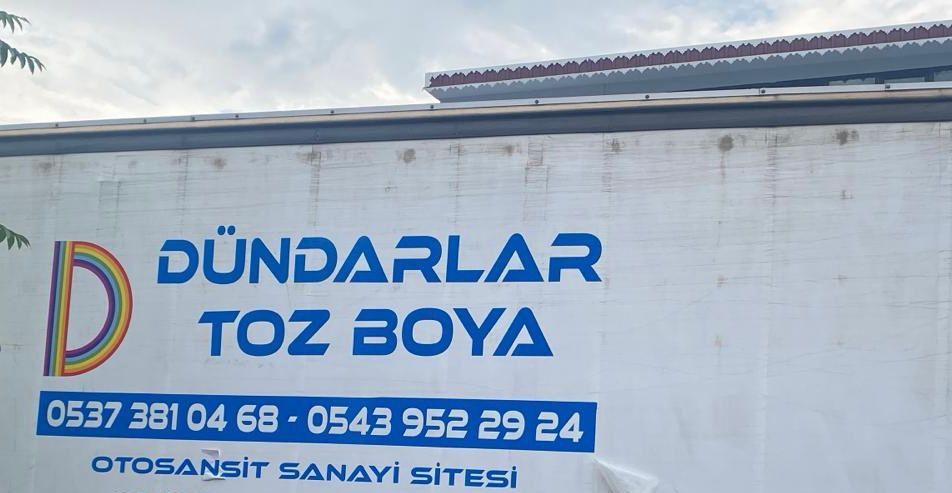 D DÜNDARLAR
TOZ BOYA
0537 381 04 68 - 0543 952 29 24
OTOSANSİT SANAYİ SİTESİ